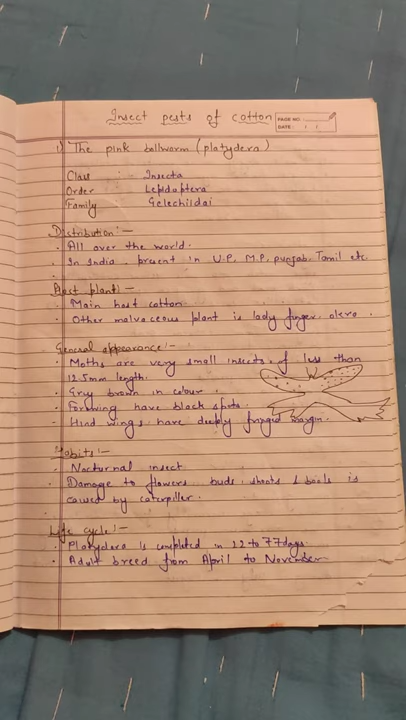 Insect pests of cotton
PAGE NO.:
DATE: / /
1) The pink bollworm (platydera)
Class : Insecta
Order Lepidoptera
Family Gelechildai
Distribution:-
· All over the world.
· In India. present in U.P, M.P, punjab. Tamil etc.
Host plant:-
· Main host cotton
· Other malvaceous plant is lady finger, okra.
General appearance:-
· Moths are very small insects of less than
12.5mm length.
· Grey brown in colour.
· Forewing have black spots.
· Hind wings have deeply fringed margin.
Habits:-
· Nocturnal insect
· Damage to flowers buds, shoots & bools is
caused by caterpiller.
Life cycle:-
· Platydera is completed in 22 to 77 days.
· Adult breed from April to November